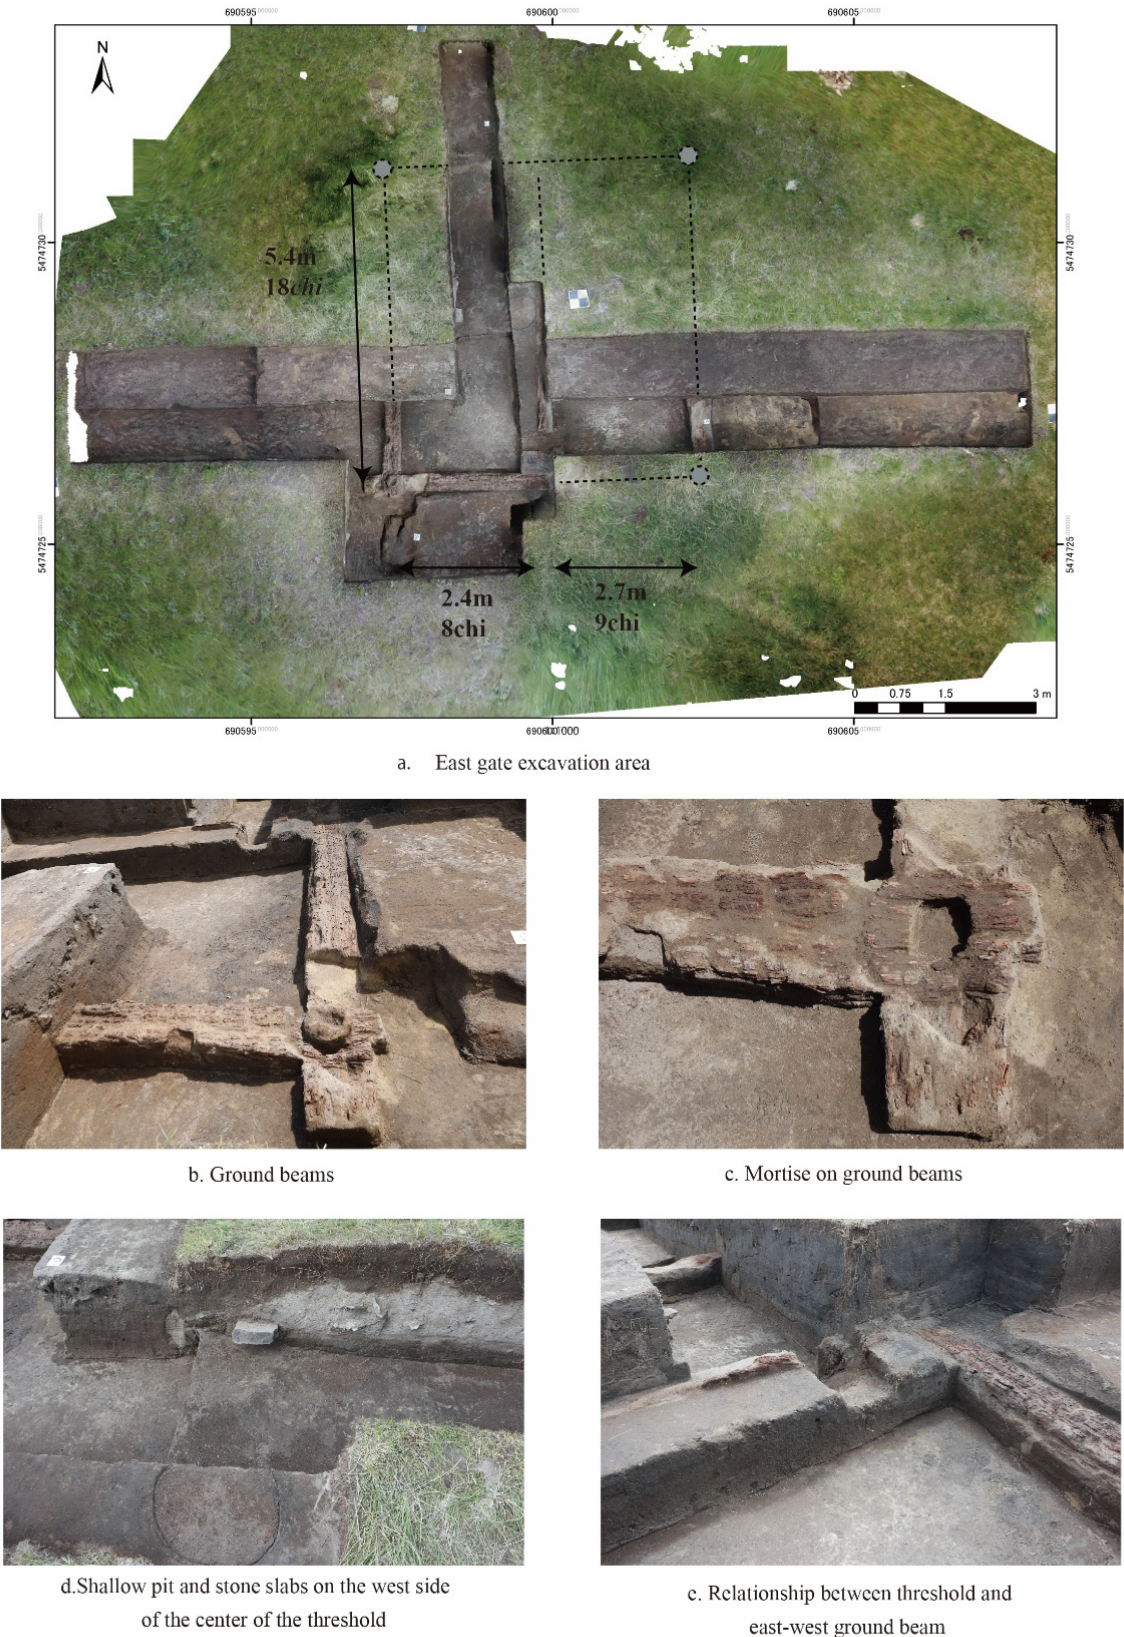 690595 690600 690605
N
5474730 5474730
5.4m
18chi
5474725 5474725
2.4m 2.7m
8chi 9chi
0 0.75 1.5 3 m
690595 690605
a. East gate excavation area
b. Ground beams
c. Mortise on ground beams
d.Shallow pit and stone slabs on the west side
of the center of the threshold
e. Relationship between threshold and
east-west ground beam